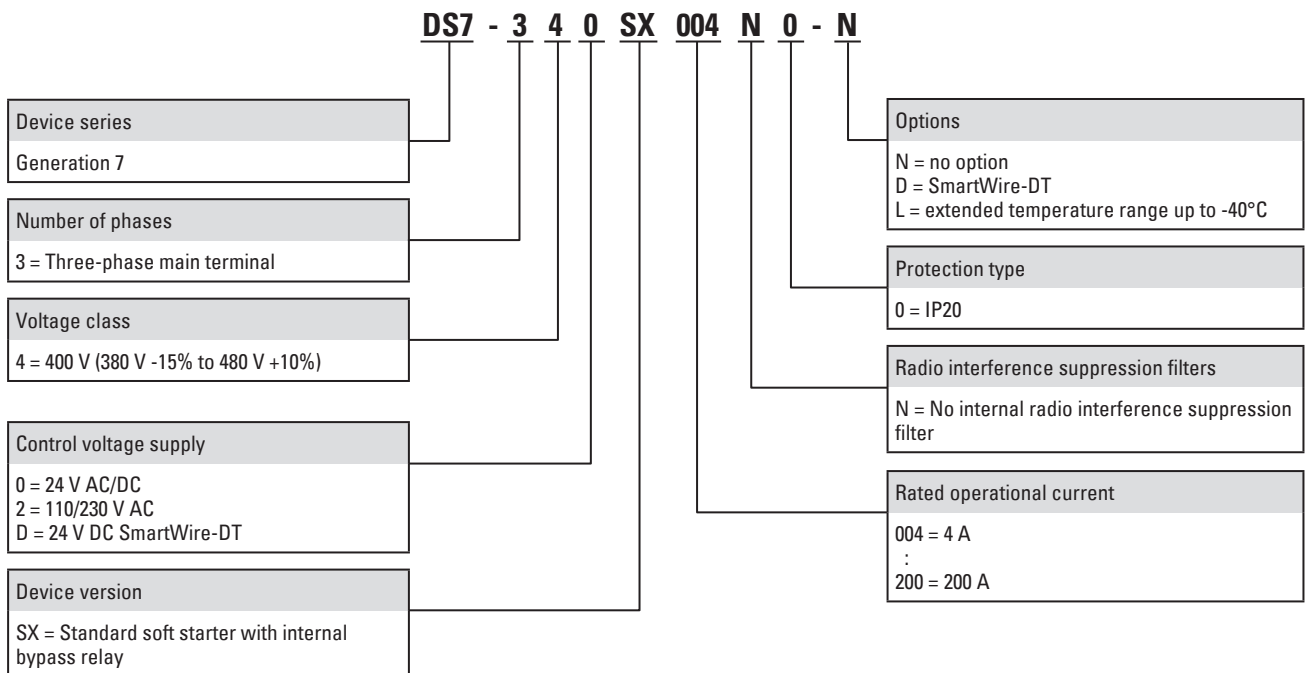 DS7 - 3 4 0 SX 004 N 0 - N
Device series
Generation 7
Number of phases
3 = Three-phase main terminal
Voltage class
4 = 400 V (380 V -15% to 480 V +10%)
Control voltage supply
0 = 24 V AC/DC
2 = 110/230 V AC
D = 24 V DC SmartWire-DT
Device version
SX = Standard soft starter with internal
bypass relay
Options
N = no option
D = SmartWire-DT
L = extended temperature range up to -40°C
Protection type
0 = IP20
Radio interference suppression filters
N = No internal radio interference suppression
filter
Rated operational current
004 = 4 A
:
200 = 200 A